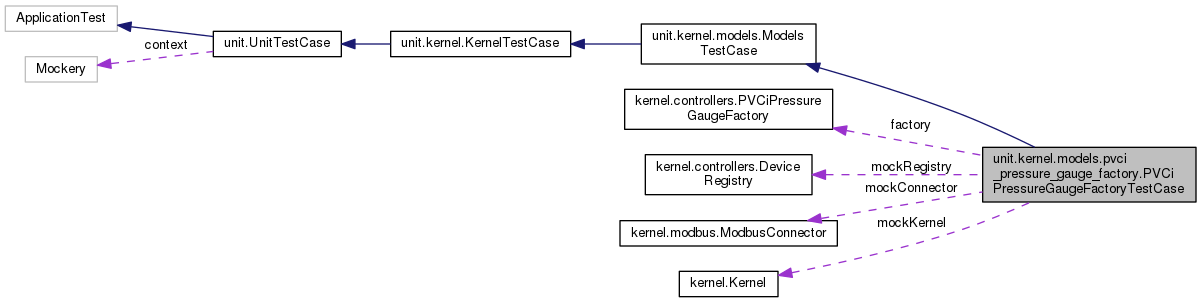 ApplicationTest
context
Mockery
unit.UnitTestCase
unit.kernel.KernelTestCase
unit.kernel.models.Models
TestCase
kernel.controllers.PVCiPressure
GaugeFactory
factory
kernel.controllers.Device
Registry
mockRegistry
mockConnector
kernel.modbus.ModbusConnector
mockKernel
kernel.Kernel
unit.kernel.models.pvci
_pressure_gauge_factory.PVCi
PressureGaugeFactoryTestCase